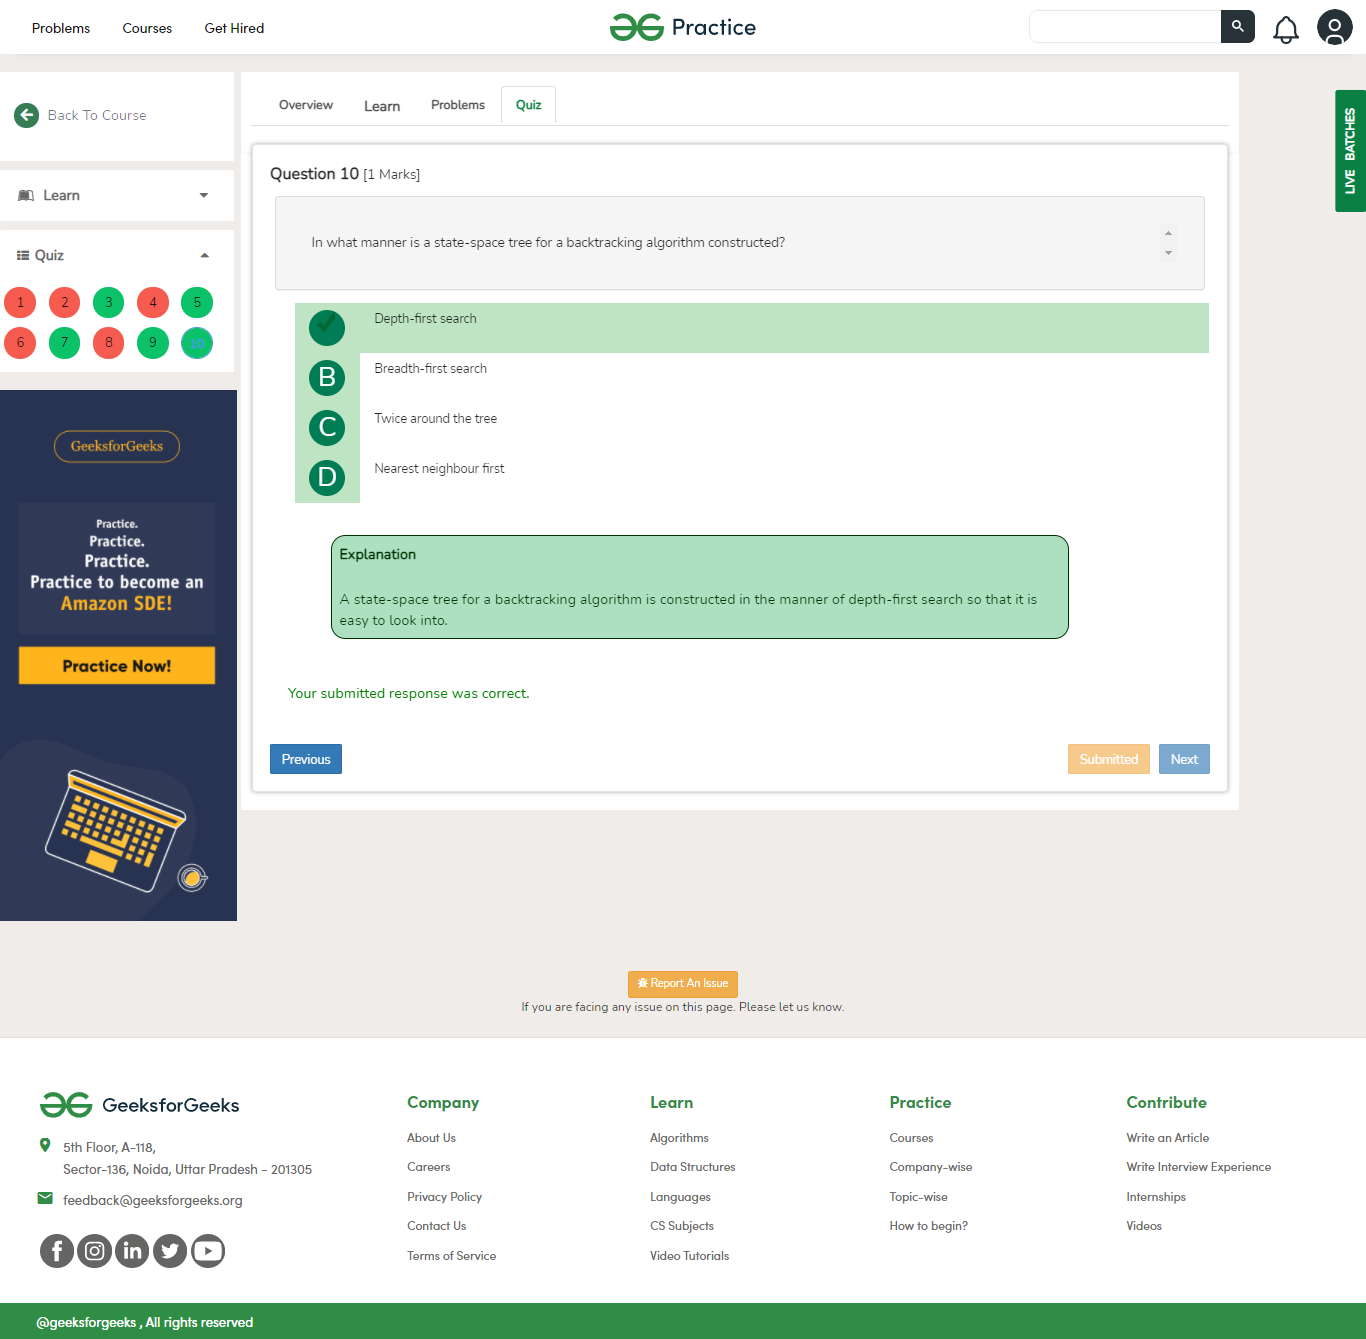 Problems Courses Get Hired Practice
LIVE BATCHES
Back To Course
Learn
Quiz
1 2 3 4 5
6 7 8 9 10
GeeksforGeeks
Practice.
Practice.
Practice.
Practice to become an
Amazon SDE!
Practice Now!
Overview Learn Problems Quiz
Question 10 [1 Marks]
In what manner is a state-space tree for a backtracking algorithm constructed?
Depth-first search
B Breadth-first search
C Twice around the tree
D Nearest neighbour first
Explanation
A state-space tree for a backtracking algorithm is constructed in the manner of depth-first search so that it is
easy to look into.
Your submitted response was correct.
Previous Submitted Next
Report An Issue
If you are facing any issue on this page. Please let us know.
GeeksforGeeks
5th Floor, A-118,
Sector-136, Noida, Uttar Pradesh - 201305
feedback@geeksforgeeks.org
Company
About Us
Careers
Privacy Policy
Contact Us
Terms of Service
Learn
Algorithms
Data Structures
Languages
CS Subjects
Video Tutorials
Practice
Courses
Company-wise
Topic-wise
How to begin?
Contribute
Write an Article
Write Interview Experience
Internships
Videos
@geeksforgeeks , All rights reserved